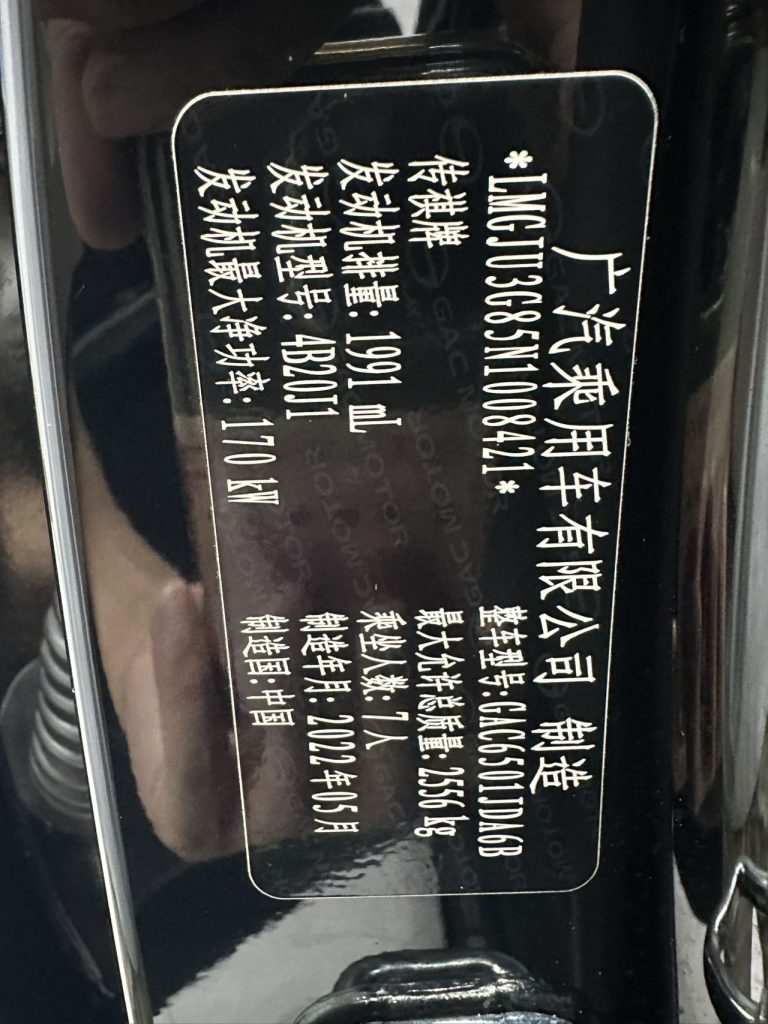 广汽乘用车有限公司 制造
*LMGJU3G85N1008421*
整车型号:GAC6501JDA6B
传祺牌
最大允许总质量:2556kg
发动机排量:1991 mL
乘坐人数:7人
发动机型号:4B20J1
制造年月:2022年05月
发动机最大净功率:170 kW
制造国:中国
GAC MOTOR